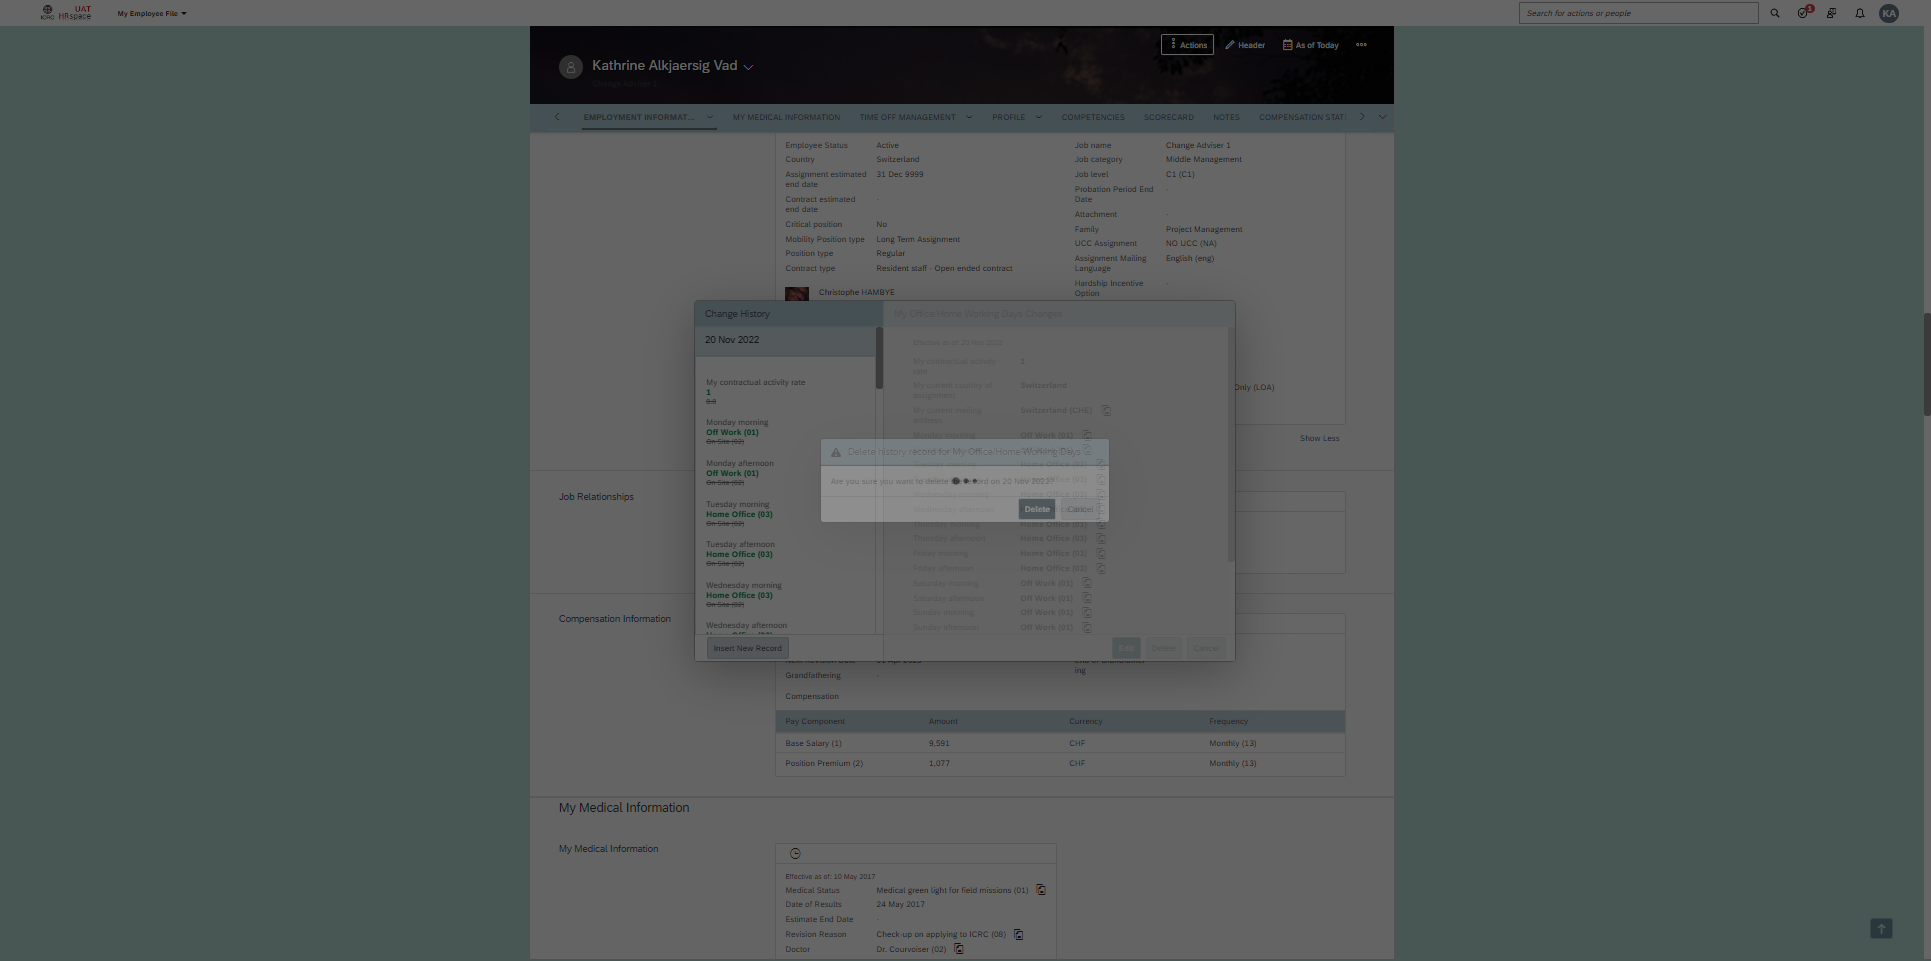 ICRC
UAT
HRspace
My Employee File
Search for actions or people
1
KA
Kathrine Alkjaersig Vad
Change Adviser 1
Actions
Header
As of Today
EMPLOYMENT INFORMAT...
MY MEDICAL INFORMATION
TIME OFF MANAGEMENT
PROFILE
COMPETENCIES
SCORECARD
NOTES
COMPENSATION STAT
Employee Status Active
Country Switzerland
Assignment estimated end date 31 Dec 9999
Contract estimated end date -
Critical position No
Mobility Position type Long Term Assignment
Position type Regular
Contract type Resident staff - Open ended contract
Christophe HAMBYE
Job name Change Adviser 1
Job category Middle Management
Job level C1 (C1)
Probation Period End Date -
Attachment -
Family Project Management
UCC Assignment NO UCC (NA)
Assignment Mailing Language English (eng)
Hardship Incentive Option -
Only (LOA)
Show Less
Change History
20 Nov 2022
My contractual activity rate
1
0.8
Monday morning
Off Work (01)
On Site (02)
Monday afternoon
Off Work (01)
On Site (02)
Tuesday morning
Home Office (03)
On Site (02)
Tuesday afternoon
Home Office (03)
On Site (02)
Wednesday morning
Home Office (03)
On Site (02)
Wednesday afternoon
Insert New Record
My Office/Home Working Days Changes
Effective as of: 20 Nov 2022
My contractual activity rate 1
My current country of assignment Switzerland
My current evening address Switzerland (CHE)
Monday morning Off Work (01)
Delete history record for My Office/Home Working Days
Are you sure you want to delete record on 20 Nov 2022?
Delete
Cancel
Thursday morning Home Office (03)
Thursday afternoon Home Office (03)
Friday morning Home Office (03)
Friday afternoon Home Office (03)
Saturday morning Off Work (01)
Saturday afternoon Off Work (01)
Sunday morning Off Work (01)
Sunday afternoon Off Work (01)
Edit
Delete
Cancel
Job Relationships
Compensation Information
ing
Grandfathering -
Compensation
Pay Component Amount Currency Frequency
Base Salary (1) 9,591 CHF Monthly (13)
Position Premium (2) 1,077 CHF Monthly (13)
My Medical Information
My Medical Information
Effective as of: 10 May 2017
Medical Status Medical green light for field missions (01)
Date of Results 24 May 2017
Estimate End Date -
Revision Reason Check-up on applying to ICRC (08)
Doctor Dr. Courvoiser (02)